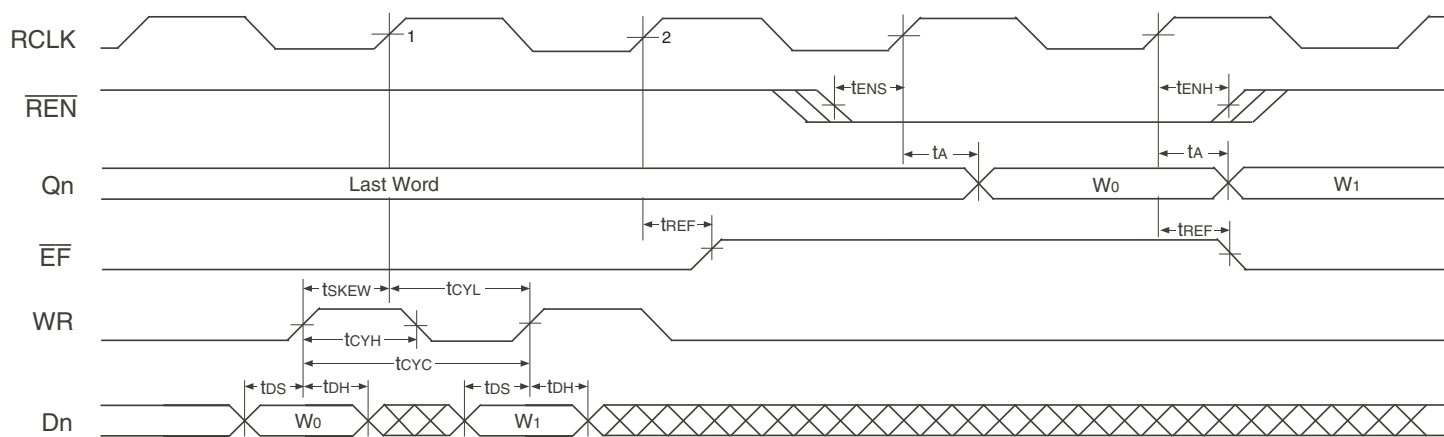 RCLK 1 2
REN tENS tENH
tA tA
Qn Last Word W0 W1
tREF tREF
EF
tSKEW tCYL
WR
tCYH
tCYC
tDS tDH tDS tDH
Dn W0 W1